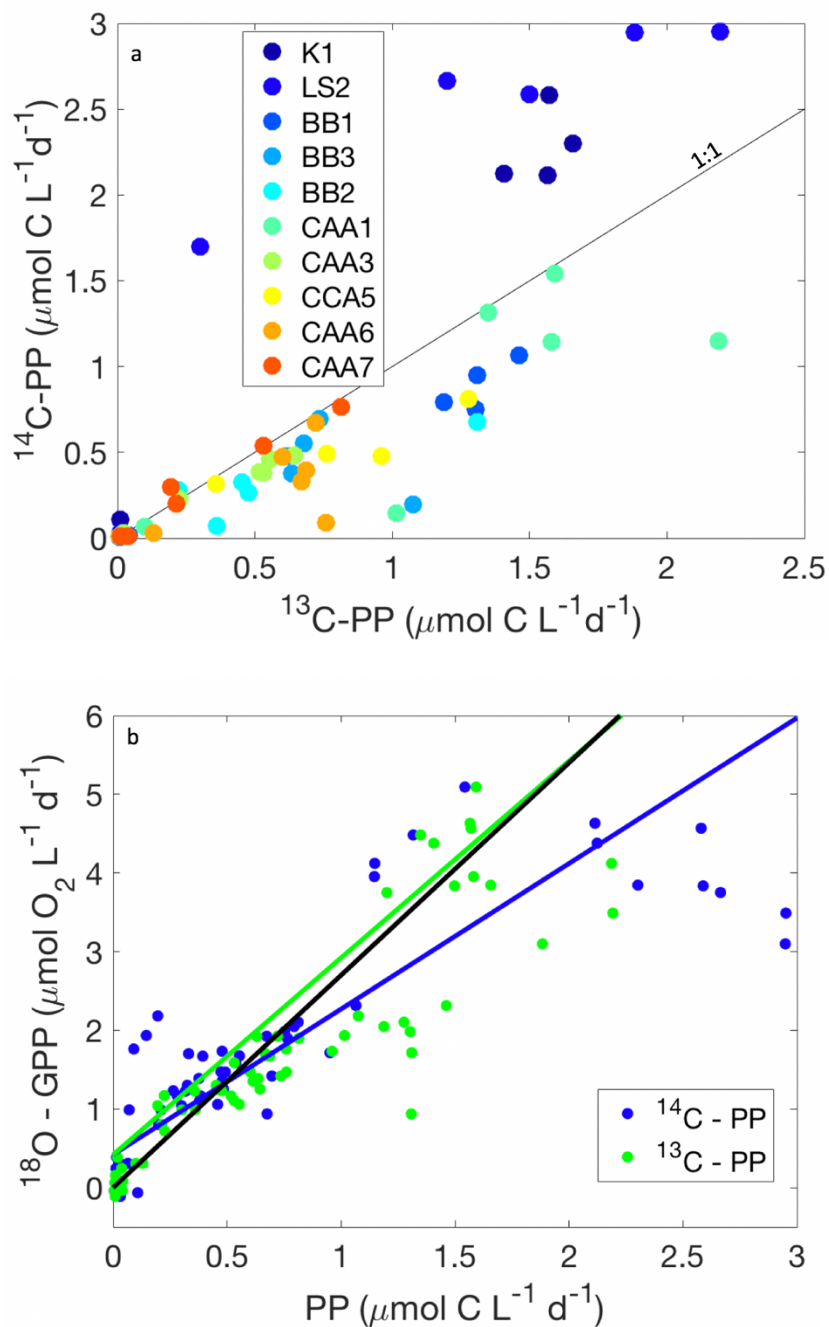 a
3
2.5
2
1.5
1
0.5
0
¹⁴C-PP (μmol C L⁻¹d⁻¹)
K1
LS2
BB1
BB3
BB2
CAA1
CAA3
CCA5
CAA6
CAA7
1:1
0
0.5
1
1.5
2
2.5
¹³C-PP (μmol C L⁻¹d⁻¹)
b
6
5
4
3
2
1
0
¹⁸O - GPP (μmol O₂ L⁻¹ d⁻¹)
¹⁴C - PP
¹³C - PP
0
0.5
1
1.5
2
2.5
3
PP (μmol C L⁻¹ d⁻¹)